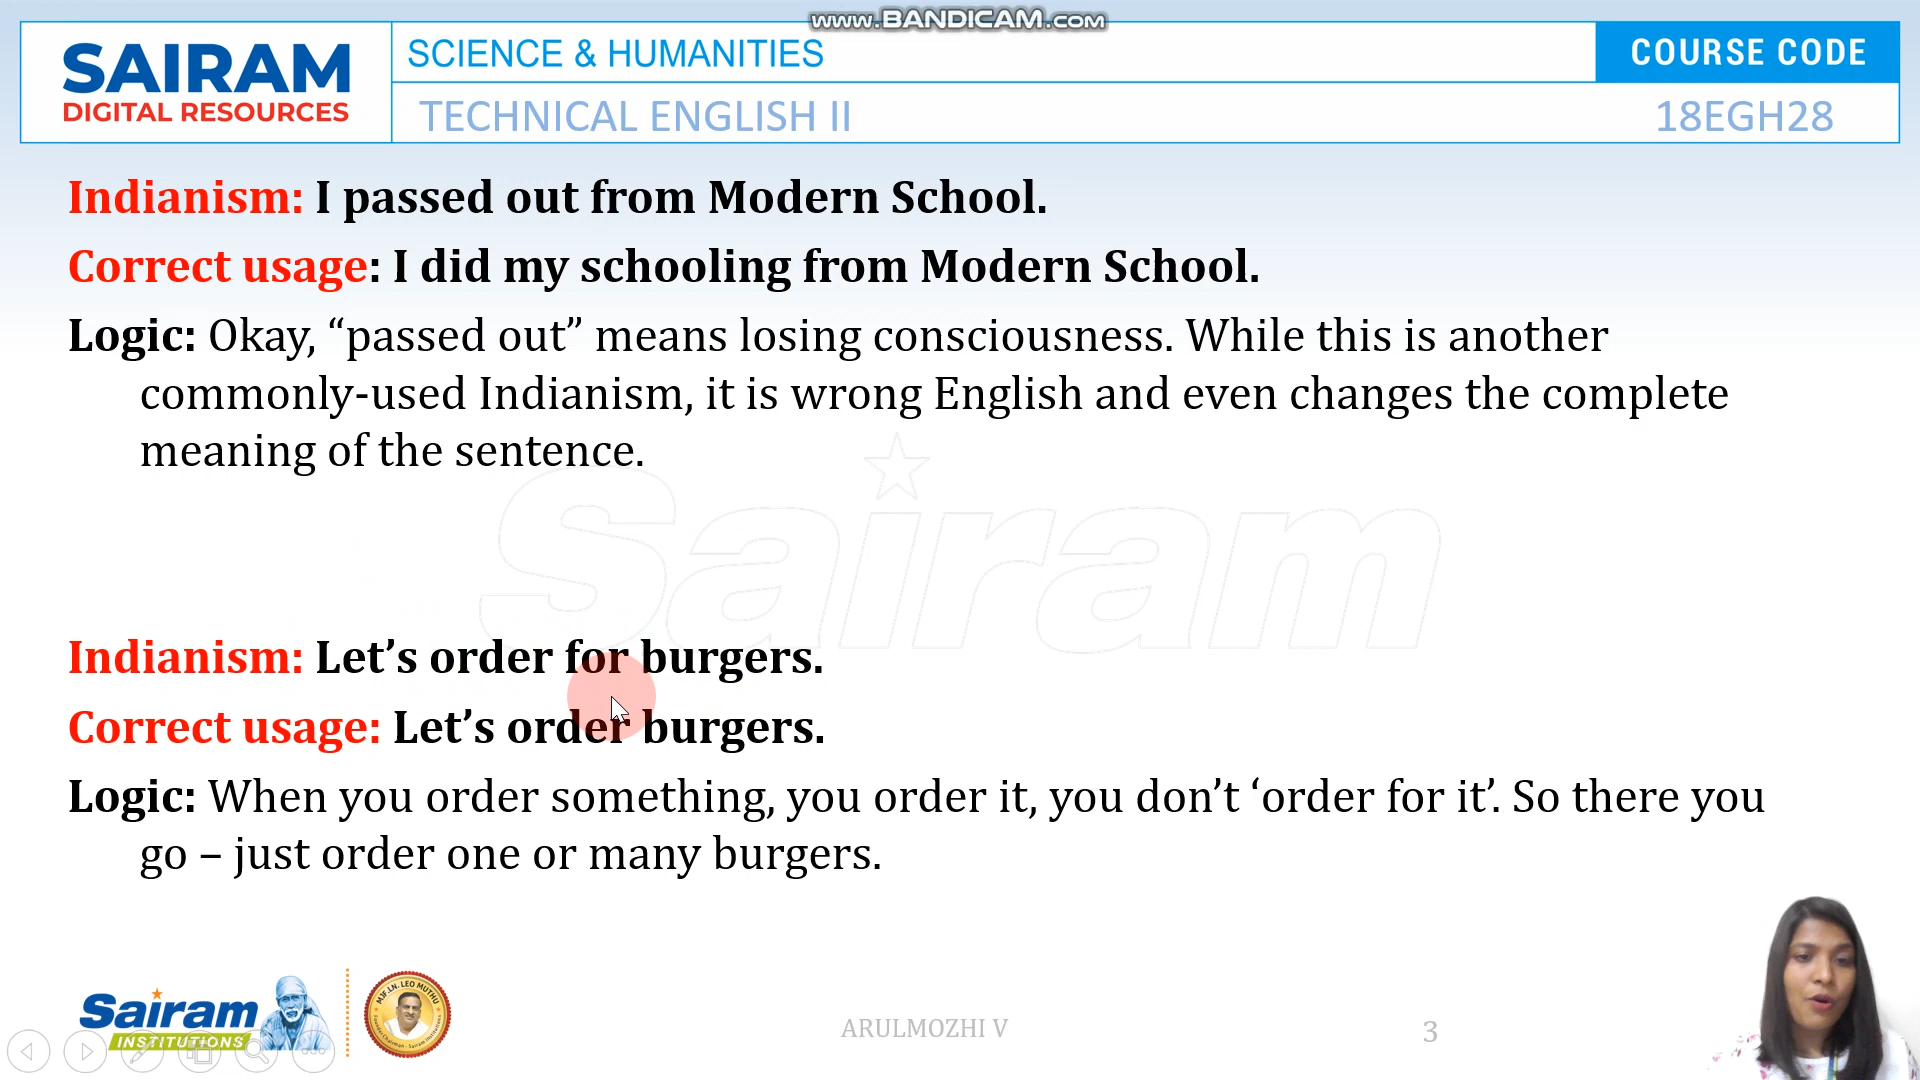 www.BANDICAM.com
SAIRAM
DIGITAL RESOURCES
SCIENCE & HUMANITIES
COURSE CODE
TECHNICAL ENGLISH II
18EGH28
Indianism: I passed out from Modern School.
Correct usage: I did my schooling from Modern School.
Logic: Okay, “passed out” means losing consciousness. While this is another
commonly-used Indianism, it is wrong English and even changes the complete
meaning of the sentence.
Sairam
Indianism: Let’s order for burgers.
Correct usage: Let’s order burgers.
Logic: When you order something, you order it, you don’t ‘order for it’. So there you
go – just order one or many burgers.
Sairam
INSTITUTIONS
MJF.LN. LEO MUTHU
ARULMOZHI V
3